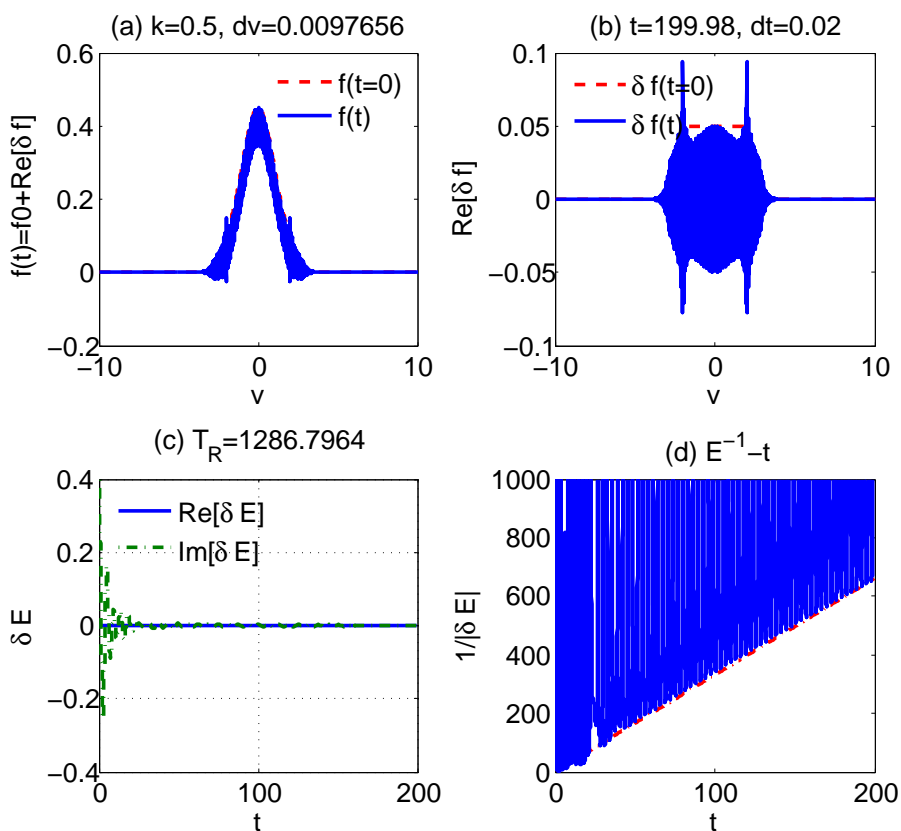 (a) k=0.5, dv=0.0097656
0.6
0.4
0.2
0
−0.2
f(t)=f0+Re[δ f]
f(t=0)
f(t)
−10
0
10
v
(b) t=199.98, dt=0.02
0.1
0.05
0
−0.05
−0.1
Re[δ f]
δ f(t=0)
δ f(t)
−10
0
10
v
(c) T_R=1286.7964
0.4
0.2
0
−0.2
−0.4
δ E
Re[δ E]
Im[δ E]
0
100
200
t
(d) E^−1−t
1000
800
600
400
200
0
1/|δ E|
0
100
200
t